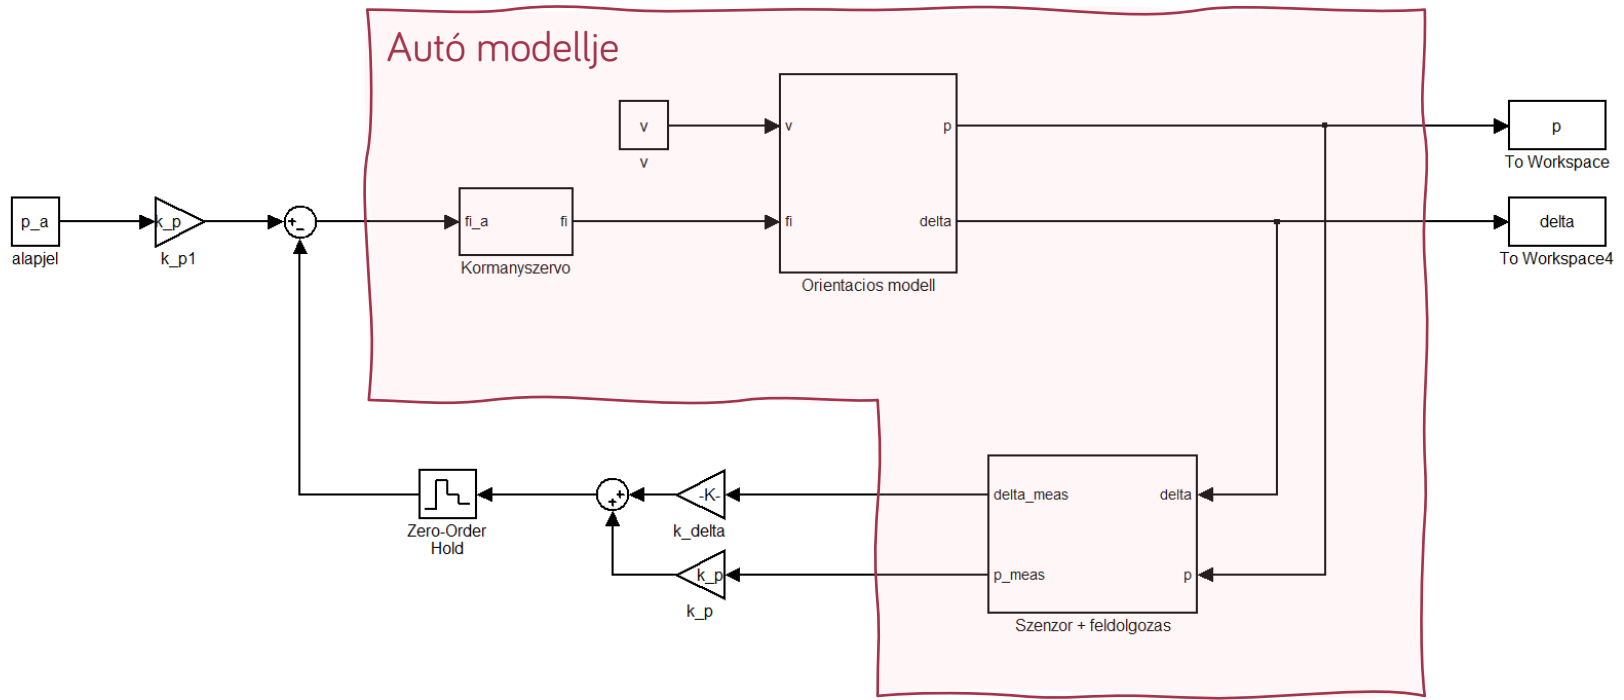 Autó modellje
v
v
v
p
p
To Workspace
p_a
alapjel
k_p
k_p1
+
−
fi_a
fi
Kormanyszervo
fi
delta
Orientacios modell
delta
To Workspace4
Zero-Order
Hold
+
+
-K-
k_delta
delta_meas
delta
k_p
k_p
p_meas
p
Szenzor + feldolgozas